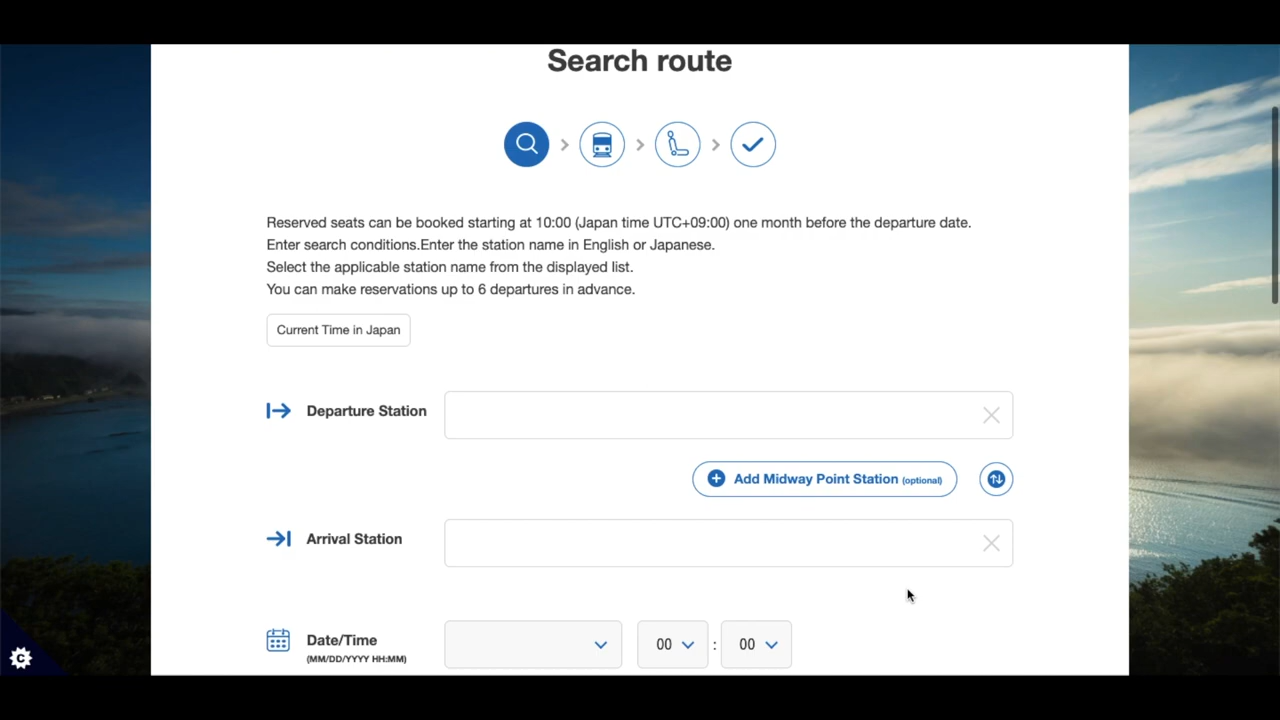 Search route
Reserved seats can be booked starting at 10:00 (Japan time UTC+09:00) one month before the departure date.
Enter search conditions.Enter the station name in English or Japanese.
Select the applicable station name from the displayed list.
You can make reservations up to 6 departures in advance.
Current Time in Japan
Departure Station
Add Midway Point Station (optional)
Arrival Station
Date/Time
00 : 00
(MM/DD/YYYY HH:MM)
C